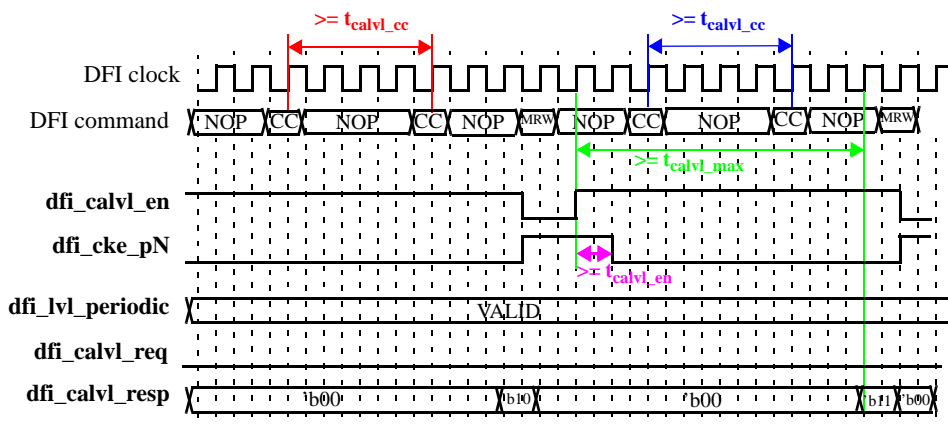 >= tcalvl_cc >= tcalvl_cc
DFI clock
DFI command NOP CC NOP CC NOP MRW NOP CC NOP CC NOP MRW
>= tcalvl_max
dfi_calvl_en
dfi_cke_pN
>= tcalvl_en
dfi_lvl_periodic VALID
dfi_calvl_req
dfi_calvl_resp 'b00 'b10 'b00 'b11 'b00